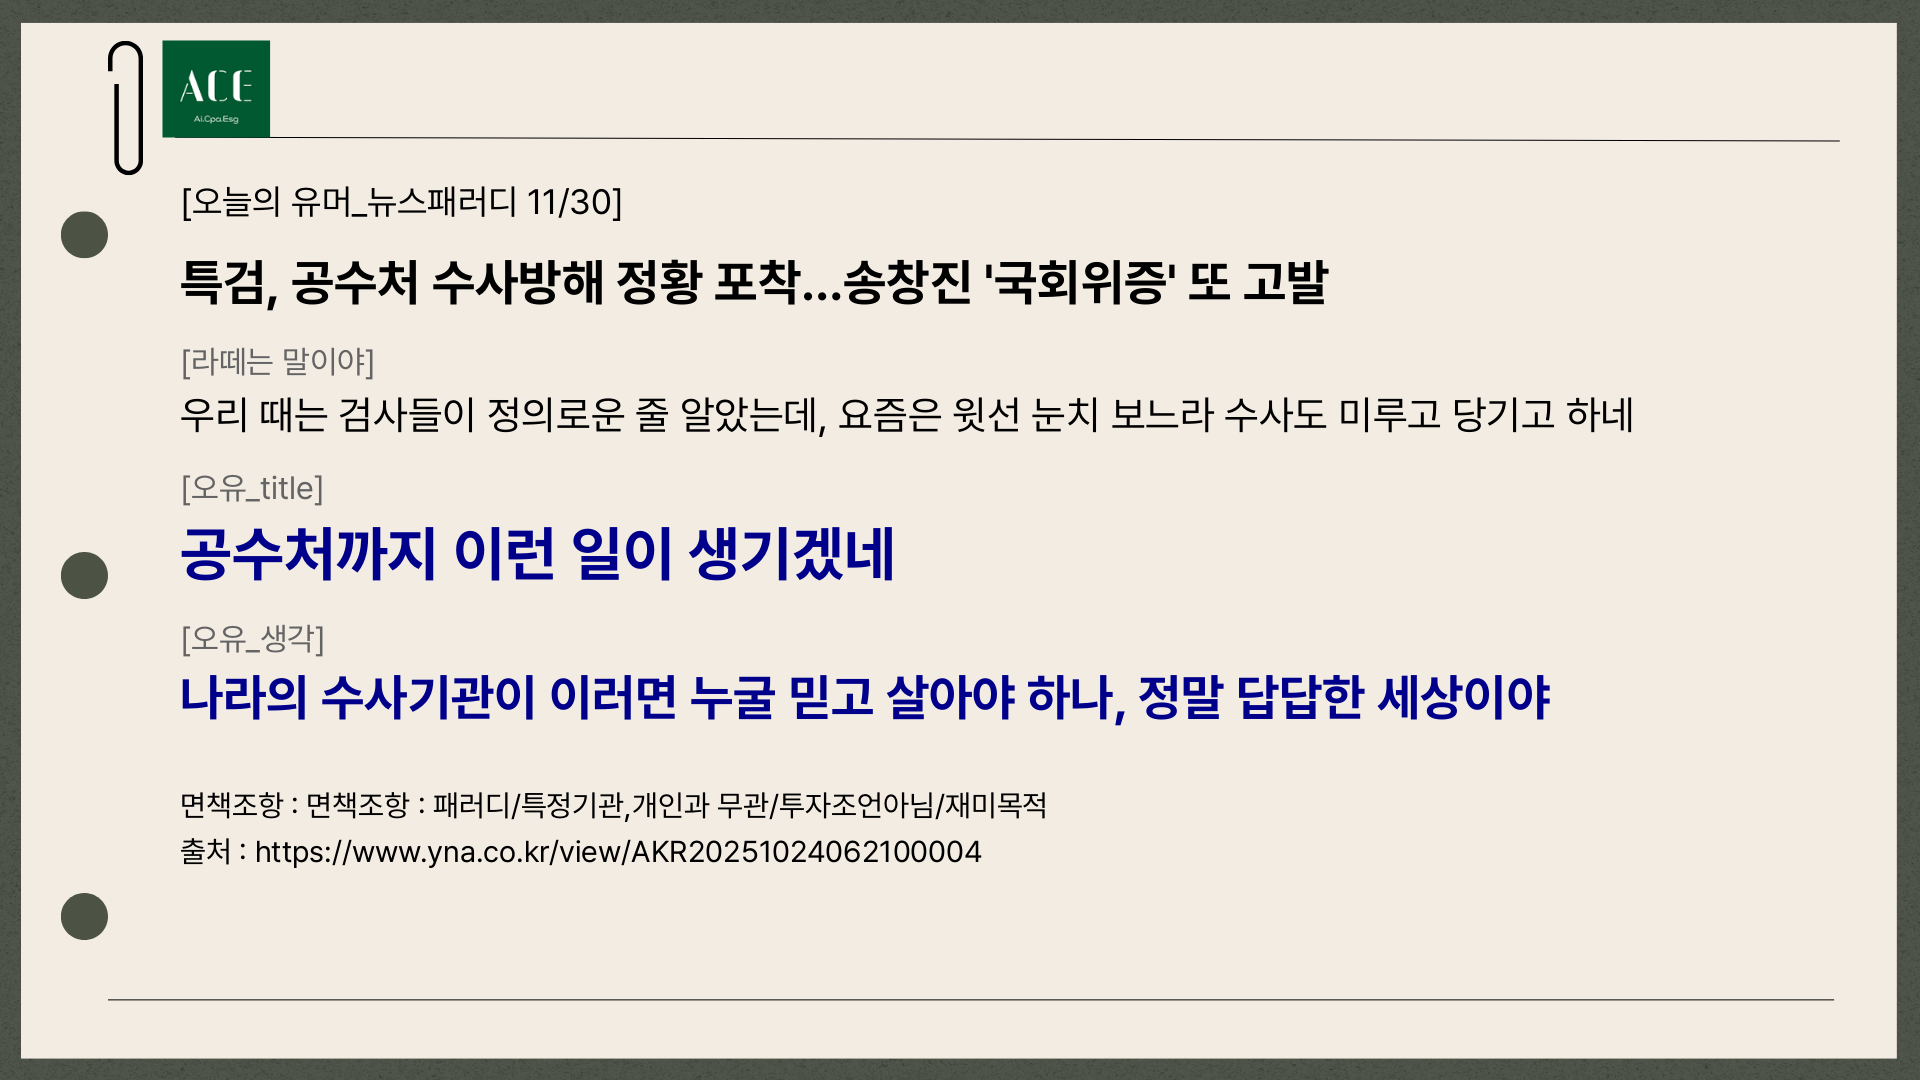 ACE
Ai.Cpa.Esg
[오늘의 유머_뉴스패러디 11/30]
특검, 공수처 수사방해 정황 포착...송창진 '국회위증' 또 고발
[라떼는 말이야]
우리 때는 검사들이 정의로운 줄 알았는데, 요즘은 윗선 눈치 보느라 수사도 미루고 당기고 하네
[오유_title]
공수처까지 이런 일이 생기겠네
[오유_생각]
나라의 수사기관이 이러면 누굴 믿고 살아야 하나, 정말 답답한 세상이야
면책조항 : 면책조항 : 패러디/특정기관,개인과 무관/투자조언아님/재미목적
출처 : https://www.yna.co.kr/view/AKR20251024062100004